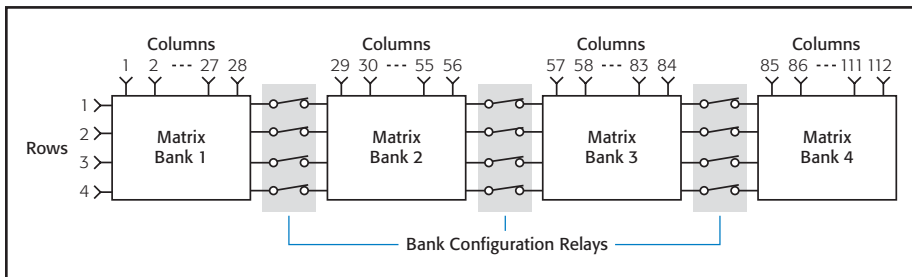 Columns Columns Columns Columns
1 2 --- 27 28 29 30 --- 55 56 57 58 --- 83 84 85 86 --- 111 112
1
2
Rows
3
4
Matrix Bank 1
Matrix Bank 2
Matrix Bank 3
Matrix Bank 4
Bank Configuration Relays